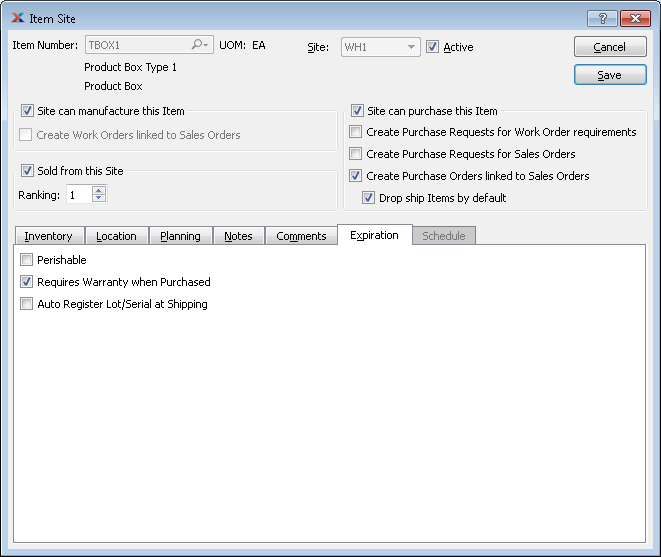 Item Site
Item Number: TBOX1 UOM: EA Site: WH1 Active
Cancel
Product Box Type 1
Product Box
Save
Site can manufacture this Item
Create Work Orders linked to Sales Orders
Sold from this Site
Ranking: 1
Site can purchase this Item
Create Purchase Requests for Work Order requirements
Create Purchase Requests for Sales Orders
Create Purchase Orders linked to Sales Orders
Drop ship Items by default
Inventory Location Planning Notes Comments Expiration Schedule
Perishable
Requires Warranty when Purchased
Auto Register Lot/Serial at Shipping